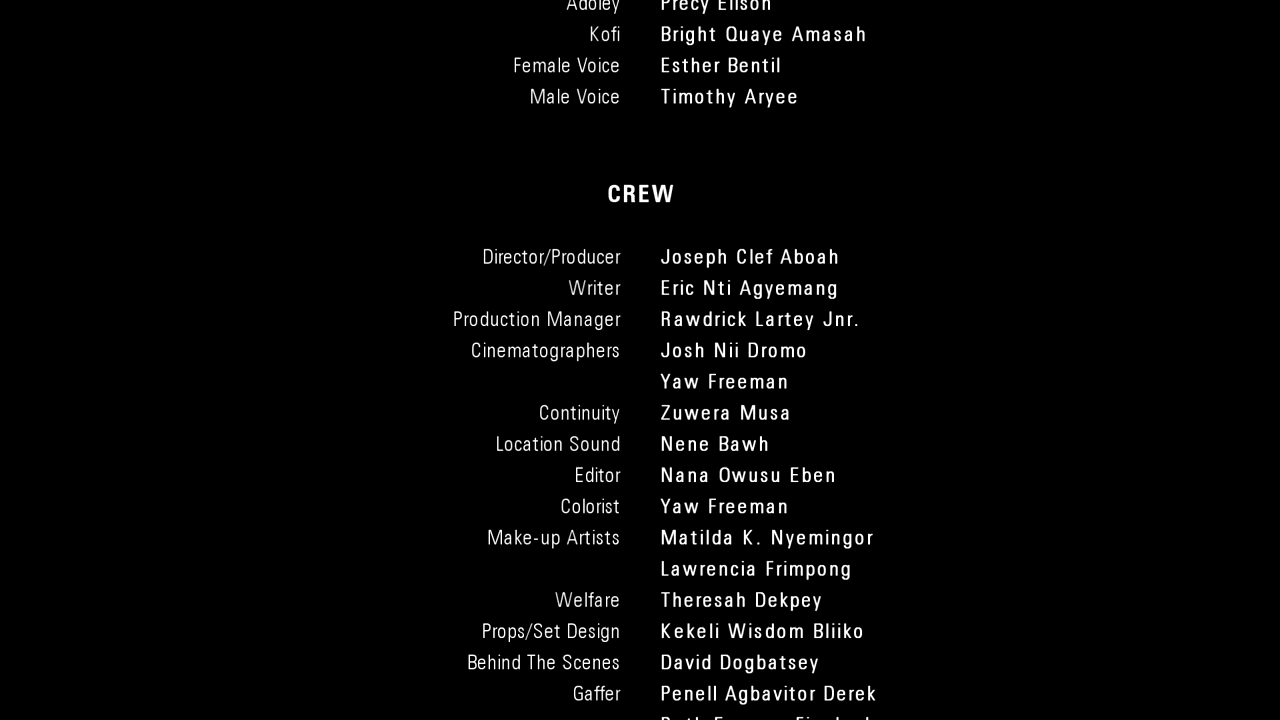 Adoley Precy Elison
Kofi Bright Quaye Amasah
Female Voice Esther Bentil
Male Voice Timothy Aryee
CREW
Director/Producer Joseph Clef Aboah
Writer Eric Nti Agyemang
Production Manager Rawdrick Lartey Jnr.
Cinematographers Josh Nii Dromo
Yaw Freeman
Continuity Zuwera Musa
Location Sound Nene Bawh
Editor Nana Owusu Eben
Colorist Yaw Freeman
Make-up Artists Matilda K. Nyemingor
Lawrencia Frimpong
Welfare Theresah Dekpey
Props/Set Design Kekeli Wisdom Bliiko
Behind The Scenes David Dogbatsey
Gaffer Penell Agbavitor Derek